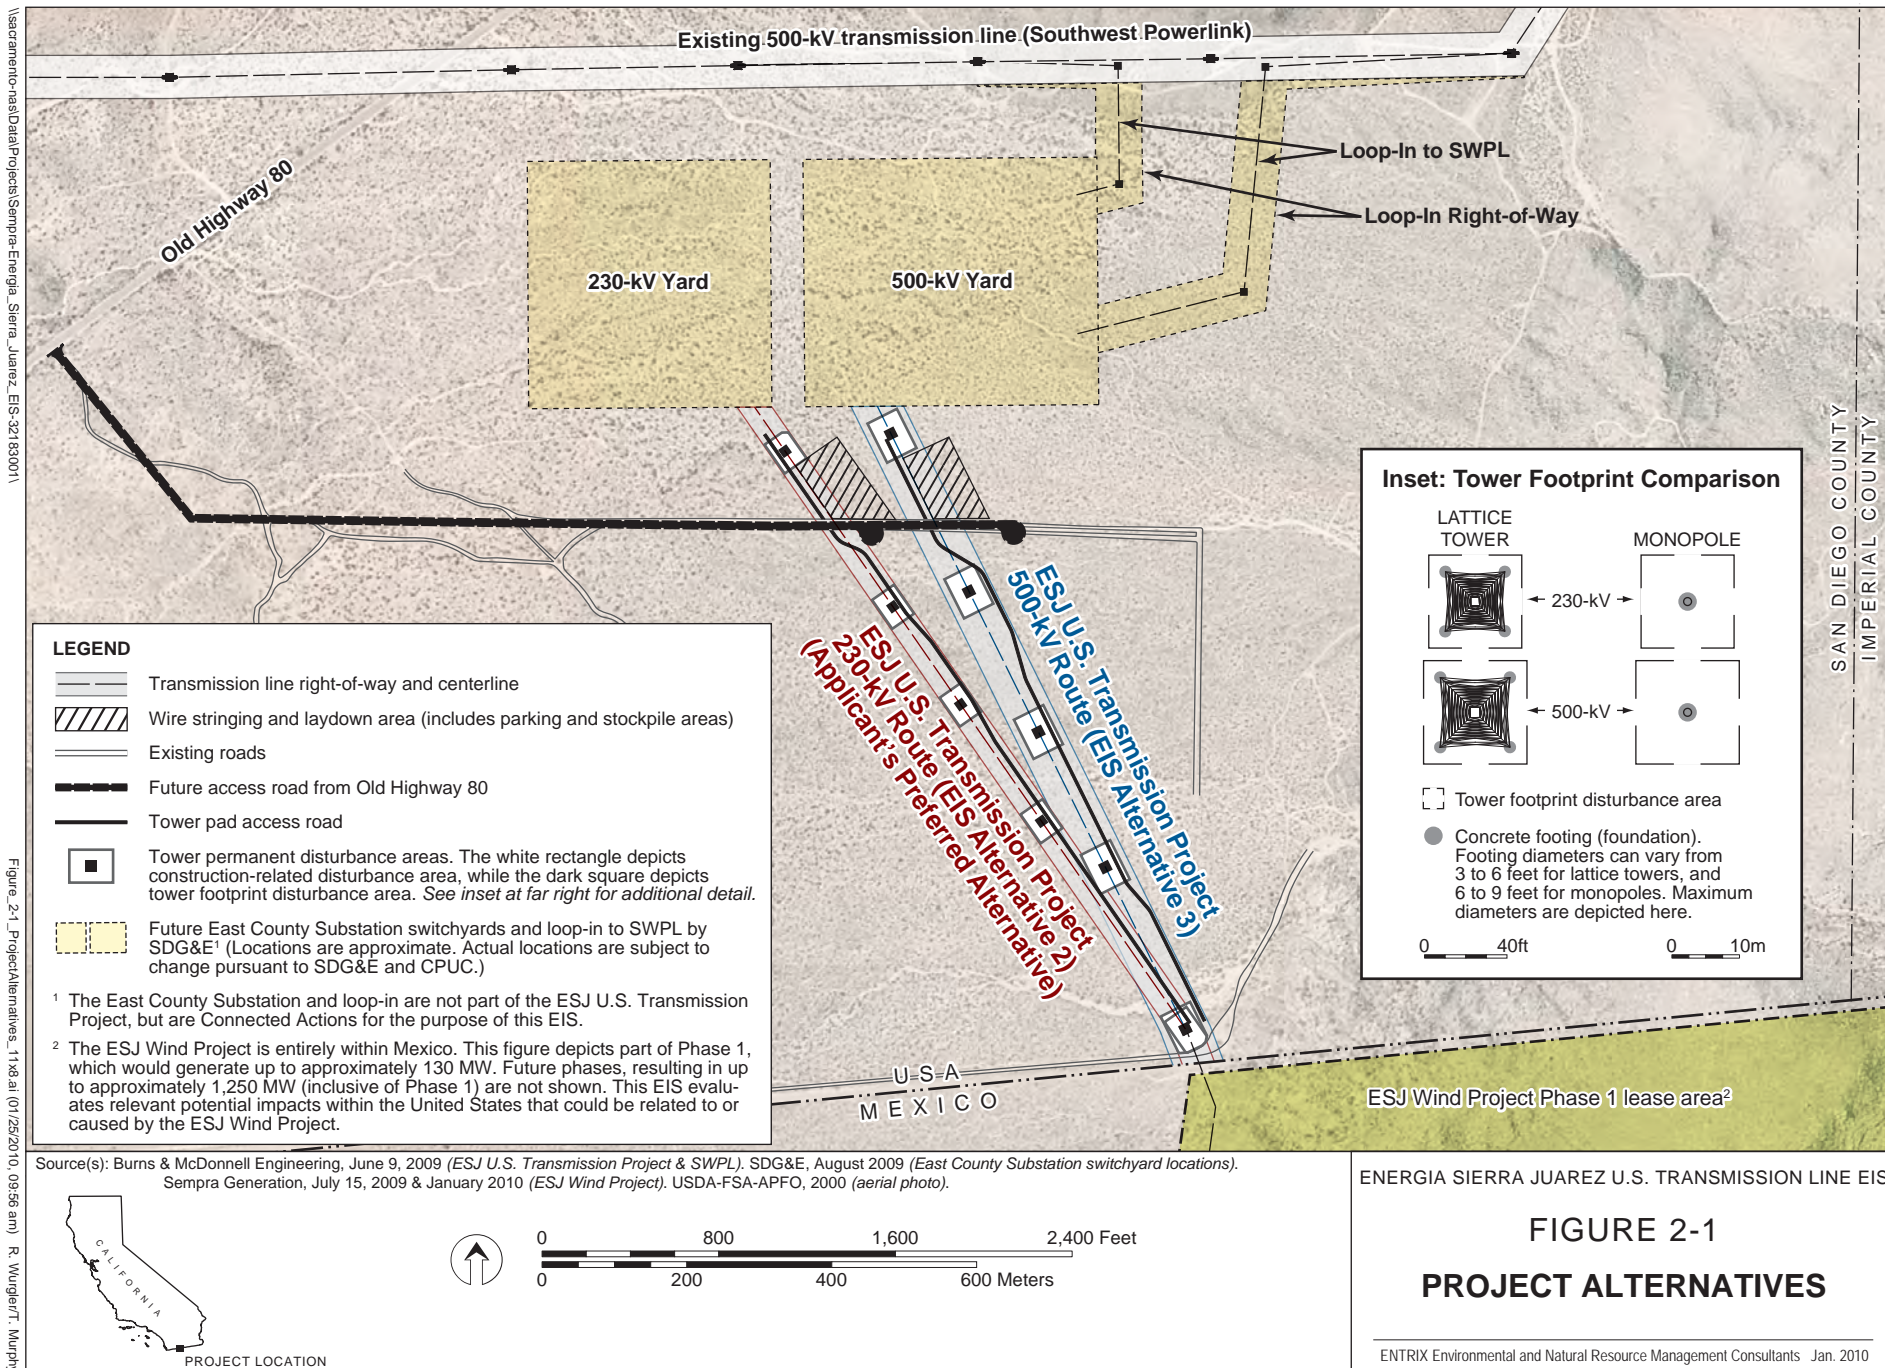 \\sacramento-nas\Data\Projects\Sempra-Energia_Sierra_Juarez_EIS-32183001\
Figure_2-1_ProjectAlternatives_11x8.ai (01/25/2010, 09:56 am) R. Wurgler/T. Murphy
Existing 500-kV transmission line (Southwest Powerlink)
Old Highway 80
230-kV Yard
500-kV Yard
Loop-In to SWPL
Loop-In Right-of-Way
SAN DIEGO COUNTY
IMPERIAL COUNTY
ESJ U.S. Transmission Project
500-kV Route (EIS Alternative 3)
ESJ U.S. Transmission Project
230-kV Route (EIS Alternative 2)
(Applicant's Preferred Alternative)
Inset: Tower Footprint Comparison
LATTICE
TOWER
MONOPOLE
230-kV
500-kV
Tower footprint disturbance area
Concrete footing (foundation).
Footing diameters can vary from
3 to 6 feet for lattice towers, and
6 to 9 feet for monopoles. Maximum
diameters are depicted here.
0 40ft
0 10m
LEGEND
Transmission line right-of-way and centerline
Wire stringing and laydown area (includes parking and stockpile areas)
Existing roads
Future access road from Old Highway 80
Tower pad access road
Tower permanent disturbance areas. The white rectangle depicts
construction-related disturbance area, while the dark square depicts
tower footprint disturbance area. See inset at far right for additional detail.
Future East County Substation switchyards and loop-in to SWPL by
SDG&E¹ (Locations are approximate. Actual locations are subject to
change pursuant to SDG&E and CPUC.)
¹ The East County Substation and loop-in are not part of the ESJ U.S. Transmission
Project, but are Connected Actions for the purpose of this EIS.
² The ESJ Wind Project is entirely within Mexico. This figure depicts part of Phase 1,
which would generate up to approximately 130 MW. Future phases, resulting in up
to approximately 1,250 MW (inclusive of Phase 1) are not shown. This EIS evalu-
ates relevant potential impacts within the United States that could be related to or
caused by the ESJ Wind Project.
USA
MEXICO
ESJ Wind Project Phase 1 lease area²
Source(s): Burns & McDonnell Engineering, June 9, 2009 (ESJ U.S. Transmission Project & SWPL). SDG&E, August 2009 (East County Substation switchyard locations).
Sempra Generation, July 15, 2009 & January 2010 (ESJ Wind Project). USDA-FSA-APFO, 2000 (aerial photo).
CALIFORNIA
PROJECT LOCATION
0 800 1,600 2,400 Feet
0 200 400 600 Meters
ENERGIA SIERRA JUAREZ U.S. TRANSMISSION LINE EIS
FIGURE 2-1
PROJECT ALTERNATIVES
ENTRIX Environmental and Natural Resource Management Consultants Jan. 2010